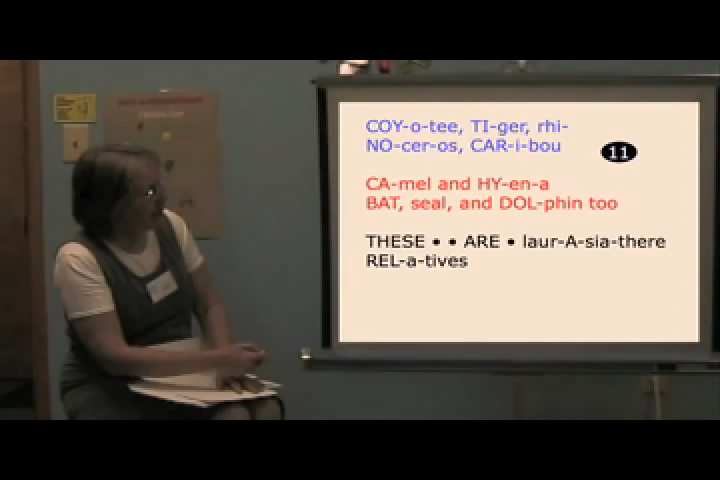 COY-o-tee, TI-ger, rhi-
NO-cer-os, CAR-i-bou
11
CA-mel and HY-en-a
BAT, seal, and DOL-phin too
THESE • • ARE • laur-A-sia-there
REL-a-tives